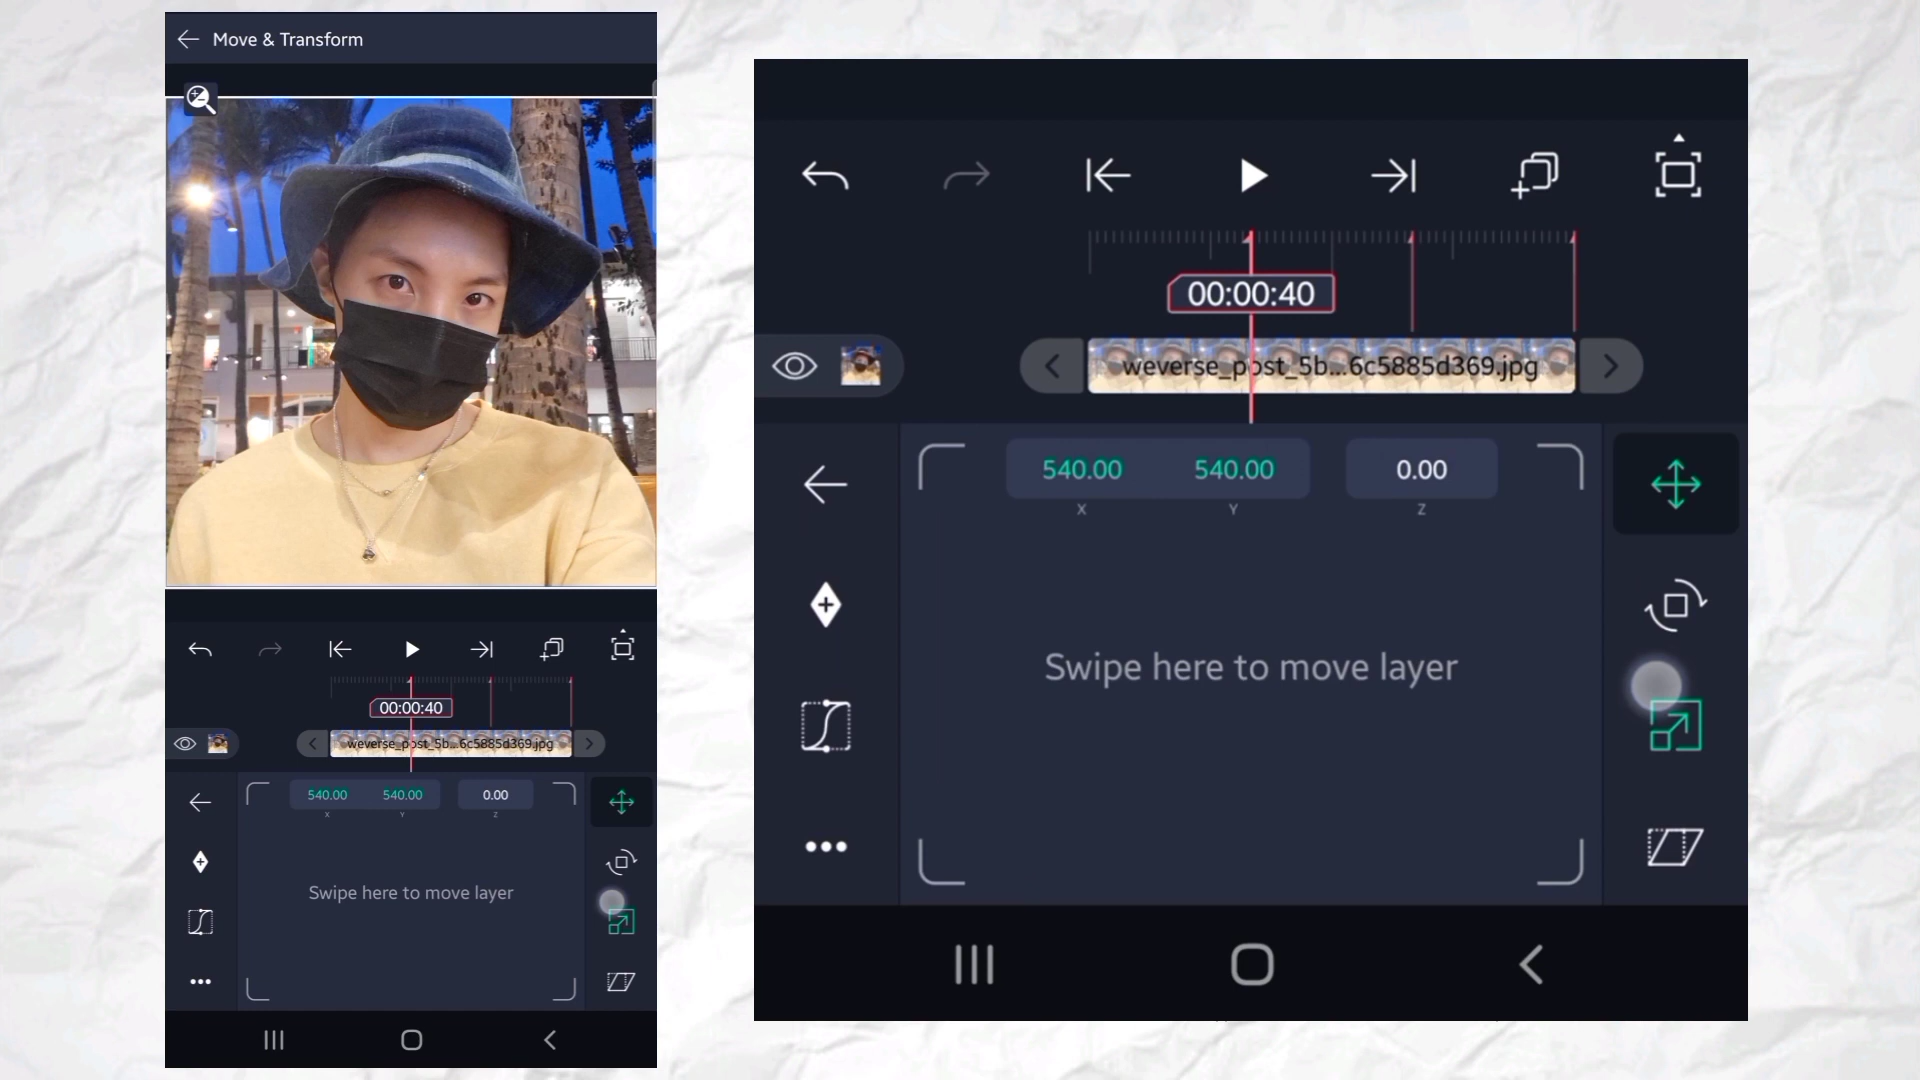 Move & Transform
00:00:40
weverse_post_5b...6c5885d369.jpg
540.00 540.00 0.00
X Y Z
Swipe here to move layer
00:00:40
weverse_post_5b...6c5885d369.jpg
540.00 540.00 0.00
X Y Z
Swipe here to move layer